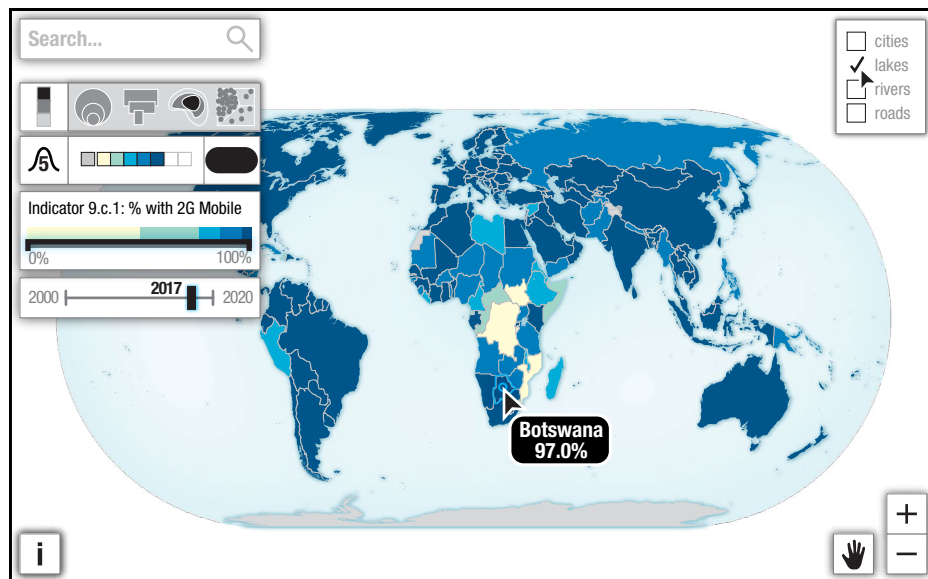 Search...
cities
lakes
rivers
roads
5
Indicator 9.c.1: % with 2G Mobile
0% 100%
2000 2017 2020
Botswana
97.0%
+
−
i